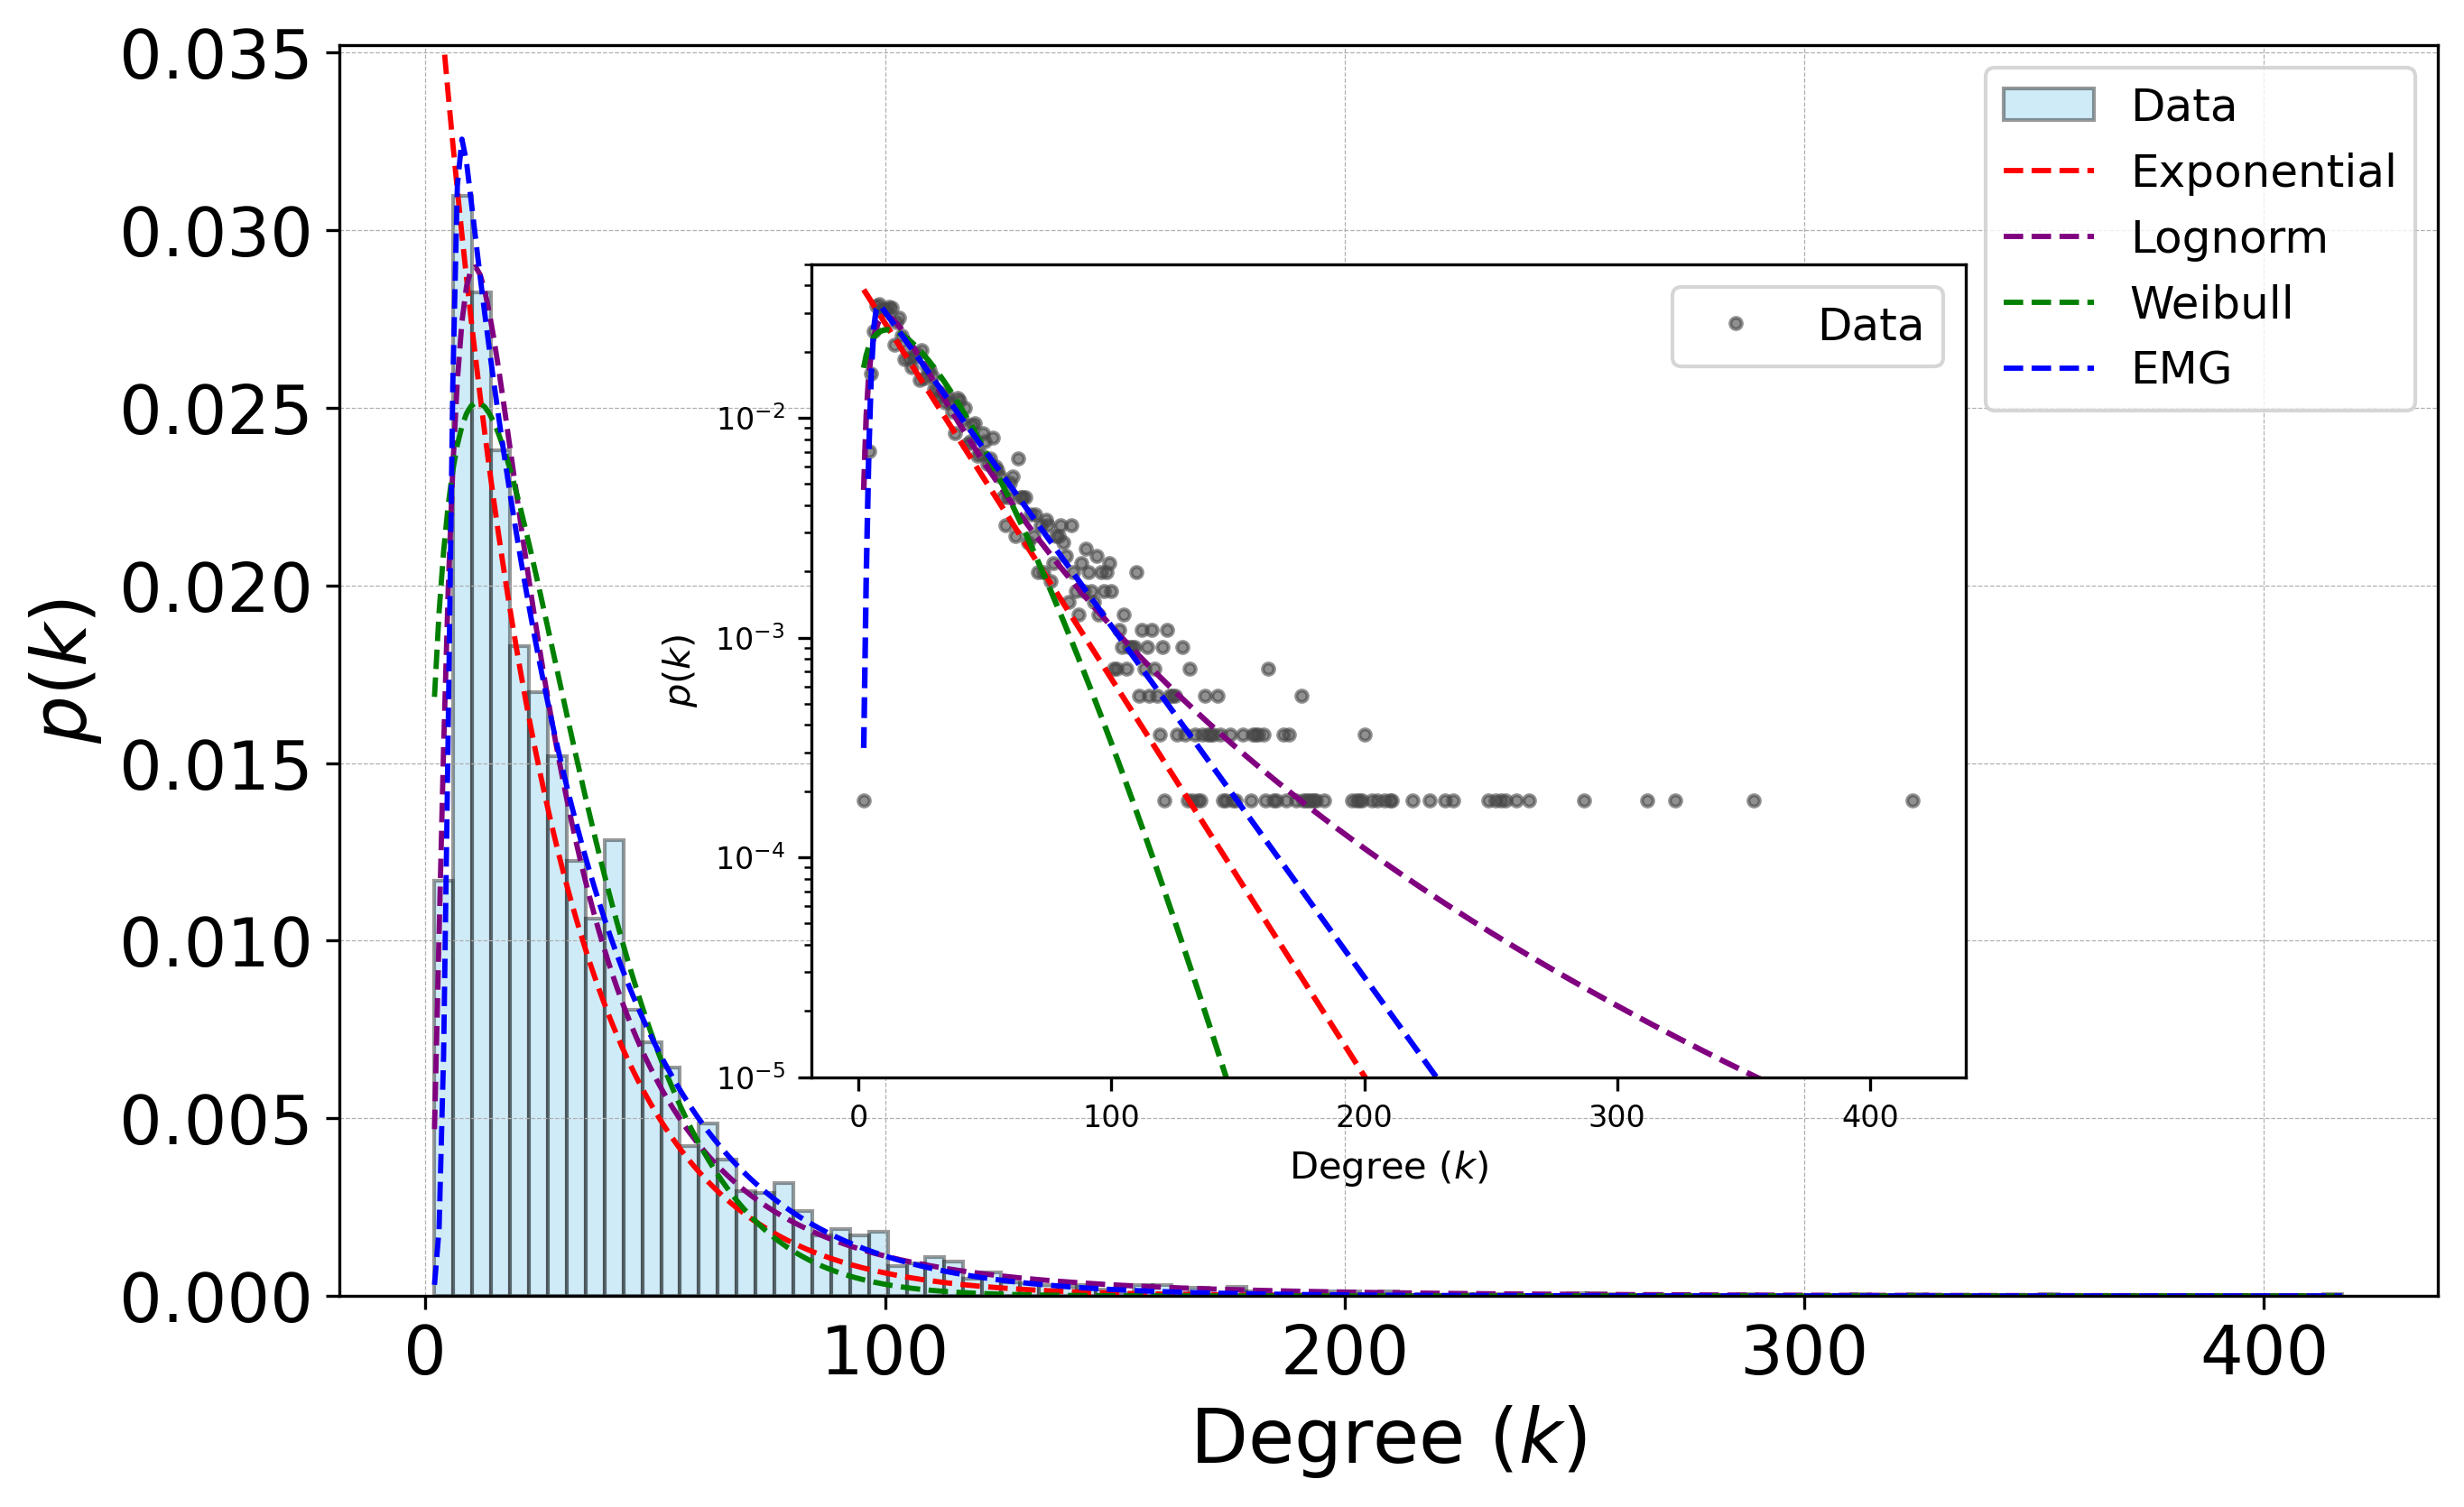 0.035
0.030
0.025
0.020
0.015
0.010
0.005
0.000
p(k)
0 100 200 300 400
Degree (k)
Data
Exponential
Lognorm
Weibull
EMG
Data
10⁻²
10⁻³
10⁻⁴
10⁻⁵
p(k)
0 100 200 300 400
Degree (k)